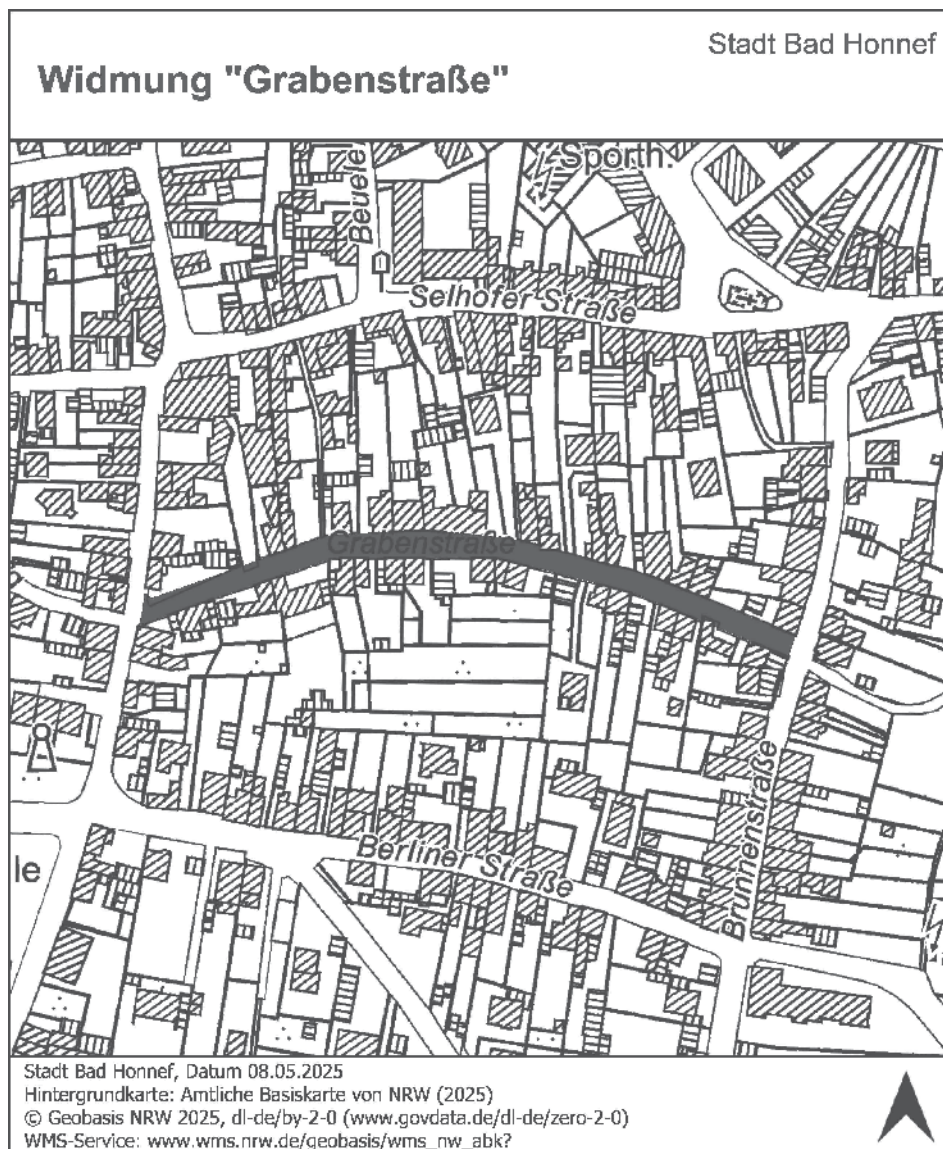 Stadt Bad Honnef
Widmung "Grabenstraße"
Sporth.
Beuele
Selhofer Straße
Grabenstraße
Brunnenstraße
le
Berliner Straße
Stadt Bad Honnef, Datum 08.05.2025
Hintergrundkarte: Amtliche Basiskarte von NRW (2025)
© Geobasis NRW 2025, dl-de/by-2-0 (www.govdata.de/dl-de/zero-2-0)
WMS-Service: www.wms.nrw.de/geobasis/wms_nw_abk?